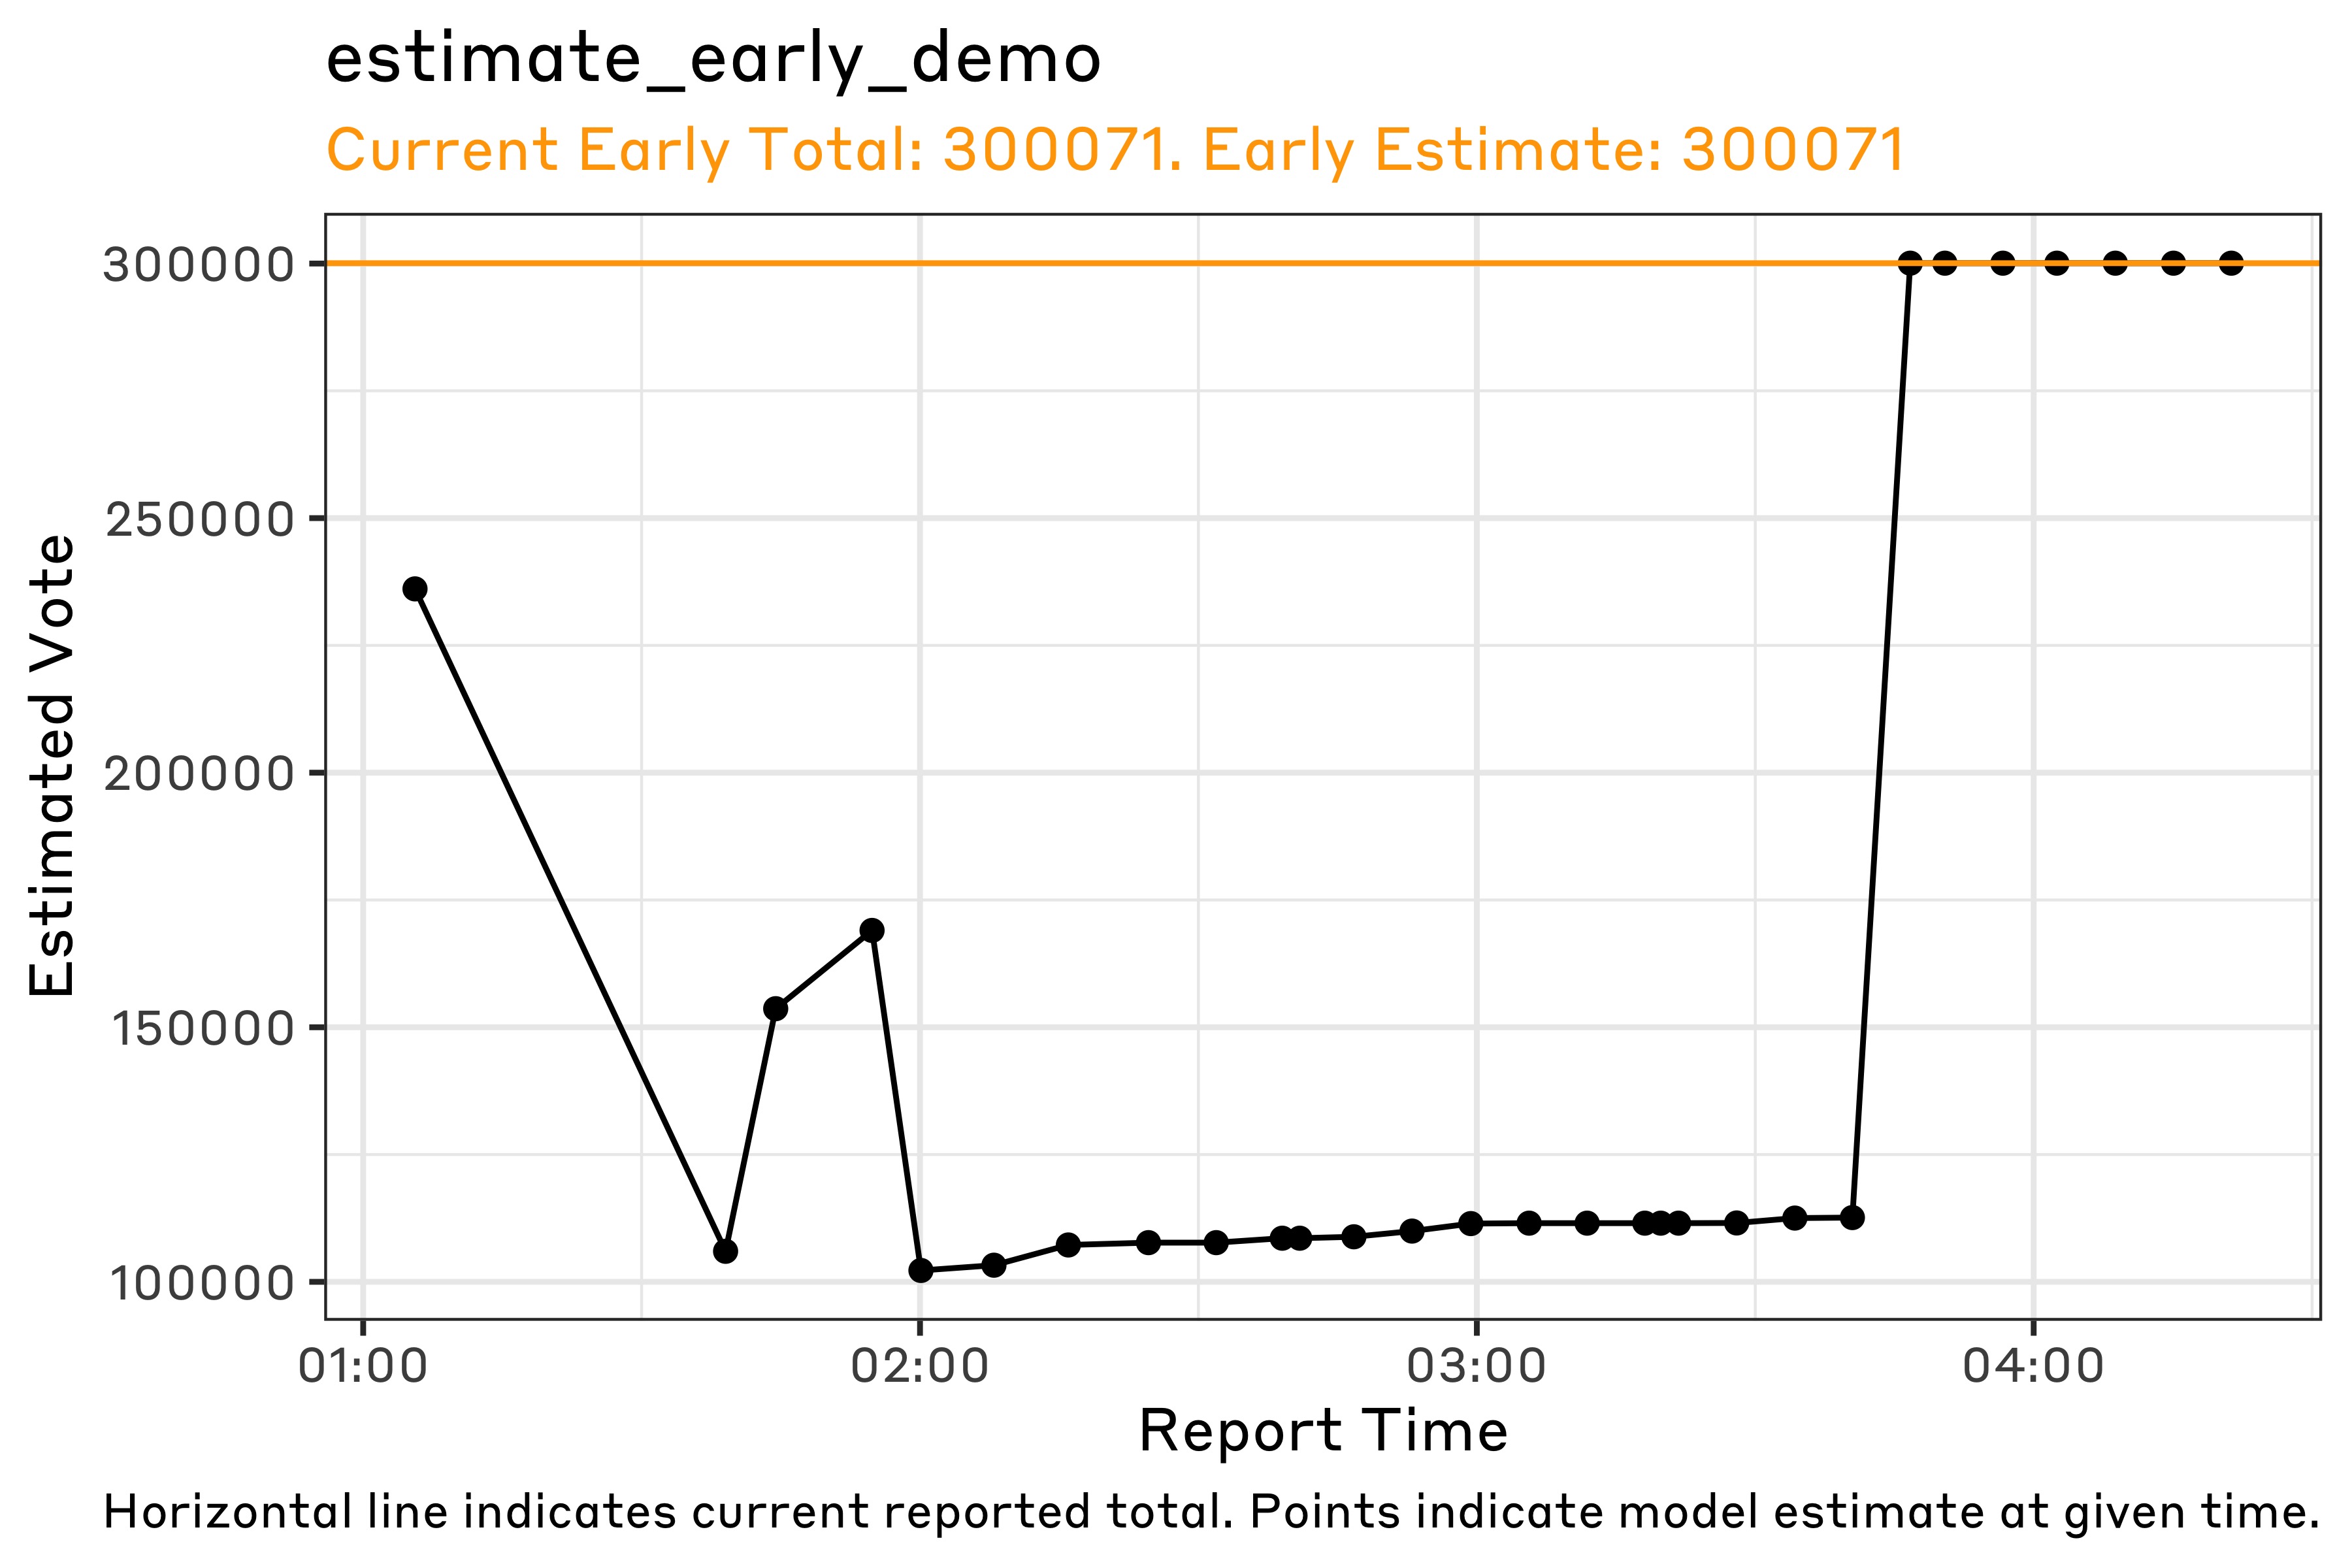 estimate_early_demo
Current Early Total: 300071. Early Estimate: 300071
300000
250000
200000
150000
100000
Estimated Vote
01:00 02:00 03:00 04:00
Report Time
Horizontal line indicates current reported total. Points indicate model estimate at given time.